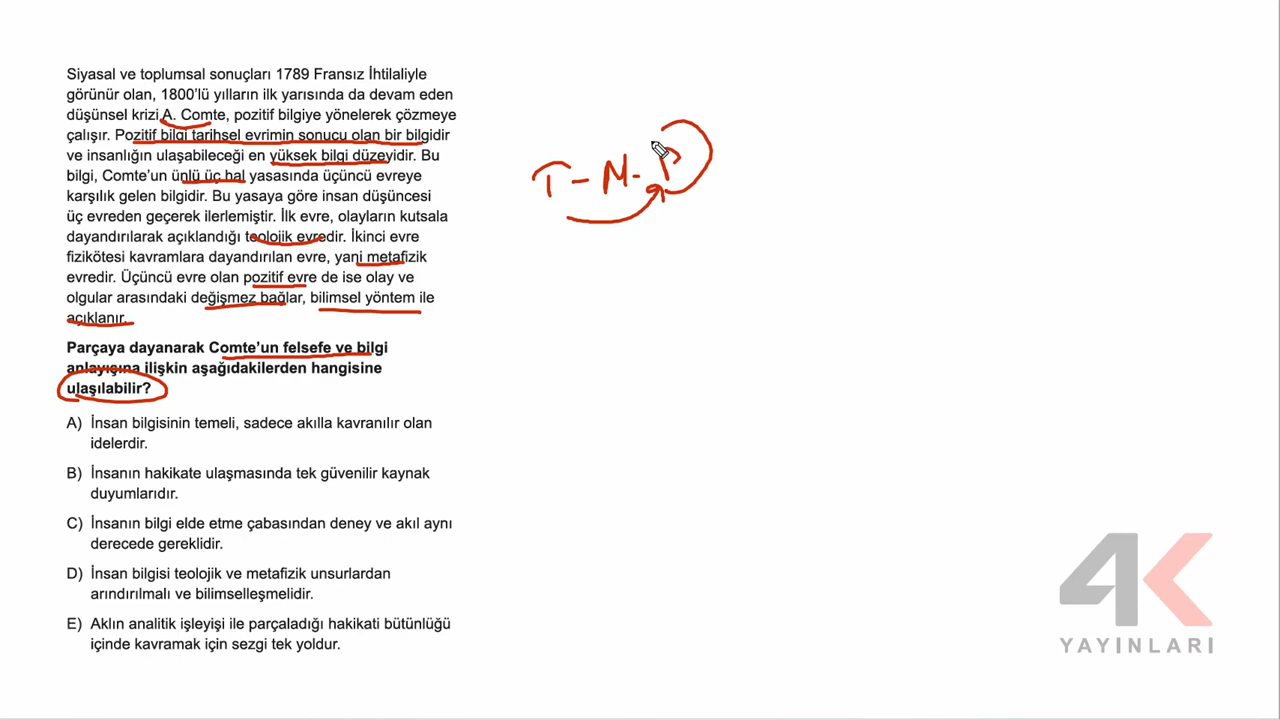 Siyasal ve toplumsal sonuçları 1789 Fransız İhtilaliyle
görünür olan, 1800'lü yılların ilk yarısında da devam eden
düşünsel krizi A. Comte, pozitif bilgiye yönelerek çözmeye
çalışır. Pozitif bilgi tarihsel evrimin sonucu olan bir bilgidir
ve insanlığın ulaşabileceği en yüksek bilgi düzeyidir. Bu
bilgi, Comte'un ünlü üç hal yasasında üçüncü evreye
karşılık gelen bilgidir. Bu yasaya göre insan düşüncesi
üç evreden geçerek ilerlemiştir. İlk evre, olayların kutsala
dayandırılarak açıklandığı teolojik evredir. İkinci evre
fizikötesi kavramlara dayandırılan evre, yani metafizik
evredir. Üçüncü evre olan pozitif evre de ise olay ve
olgular arasındaki değişmez bağlar, bilimsel yöntem ile
açıklanır.
Parçaya dayanarak Comte'un felsefe ve bilgi
anlayışına ilişkin aşağıdakilerden hangisine
ulaşılabilir?
A) İnsan bilgisinin temeli, sadece akılla kavranılır olan
idelerdir.
B) İnsanın hakikate ulaşmasında tek güvenilir kaynak
duyumlarıdır.
C) İnsanın bilgi elde etme çabasından deney ve akıl aynı
derecede gereklidir.
D) İnsan bilgisi teolojik ve metafizik unsurlardan
arındırılmalı ve bilimselleşmelidir.
E) Aklın analitik işleyişi ile parçaladığı hakikati bütünlüğü
içinde kavramak için sezgi tek yoldur.
T - M - P
4K
YAYINLARI